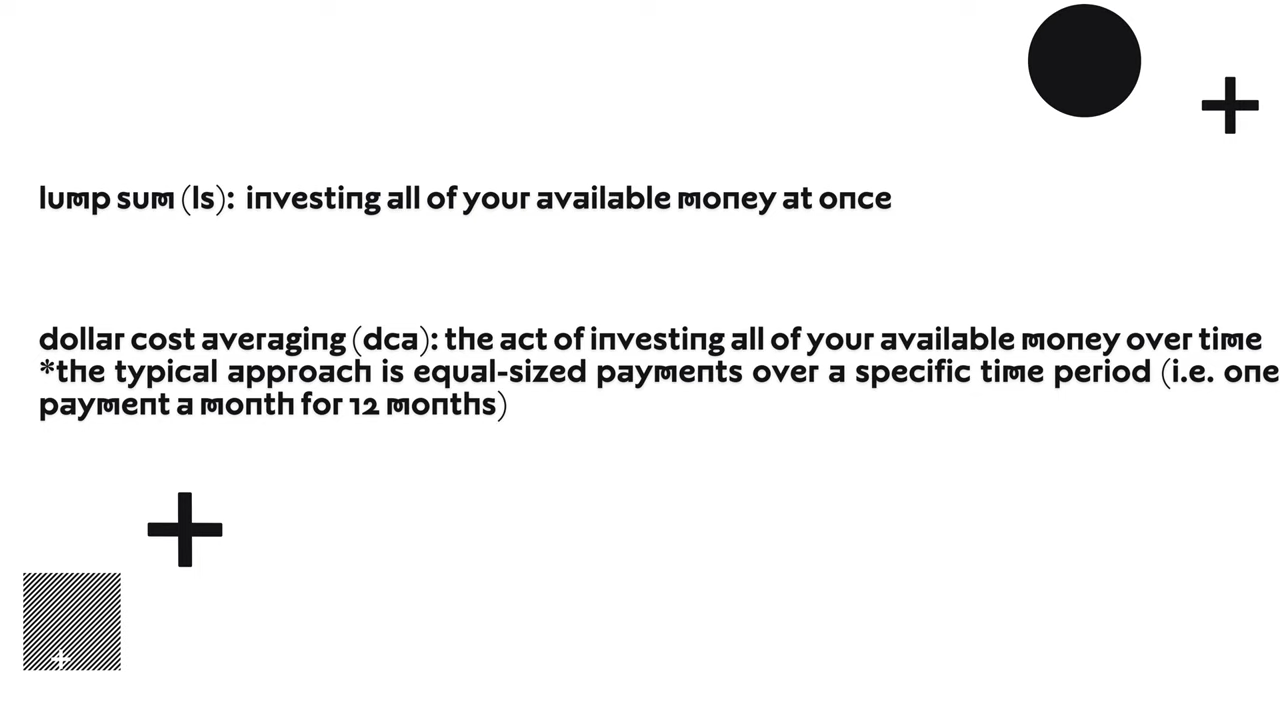 lump sum (ls): investing all of your available money at once
dollar cost averaging (dca): the act of investing all of your available money over time
*the typical approach is equal-sized payments over a specific time period (i.e. one
payment a month for 12 months)